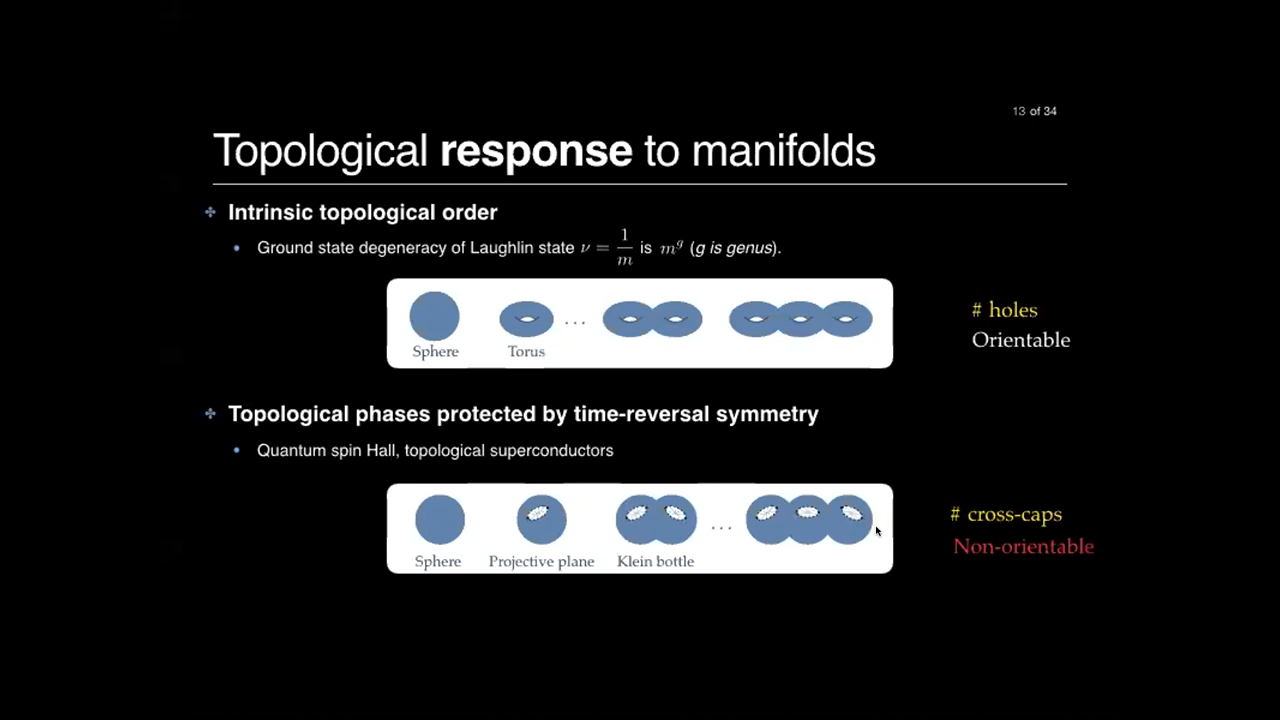 13 of 34
Topological response to manifolds
Intrinsic topological order
Ground state degeneracy of Laughlin state ν = 1/m is m^g (g is genus).
Sphere
Torus
...
# holes
Orientable
Topological phases protected by time-reversal symmetry
Quantum spin Hall, topological superconductors
Sphere
Projective plane
Klein bottle
...
# cross-caps
Non-orientable